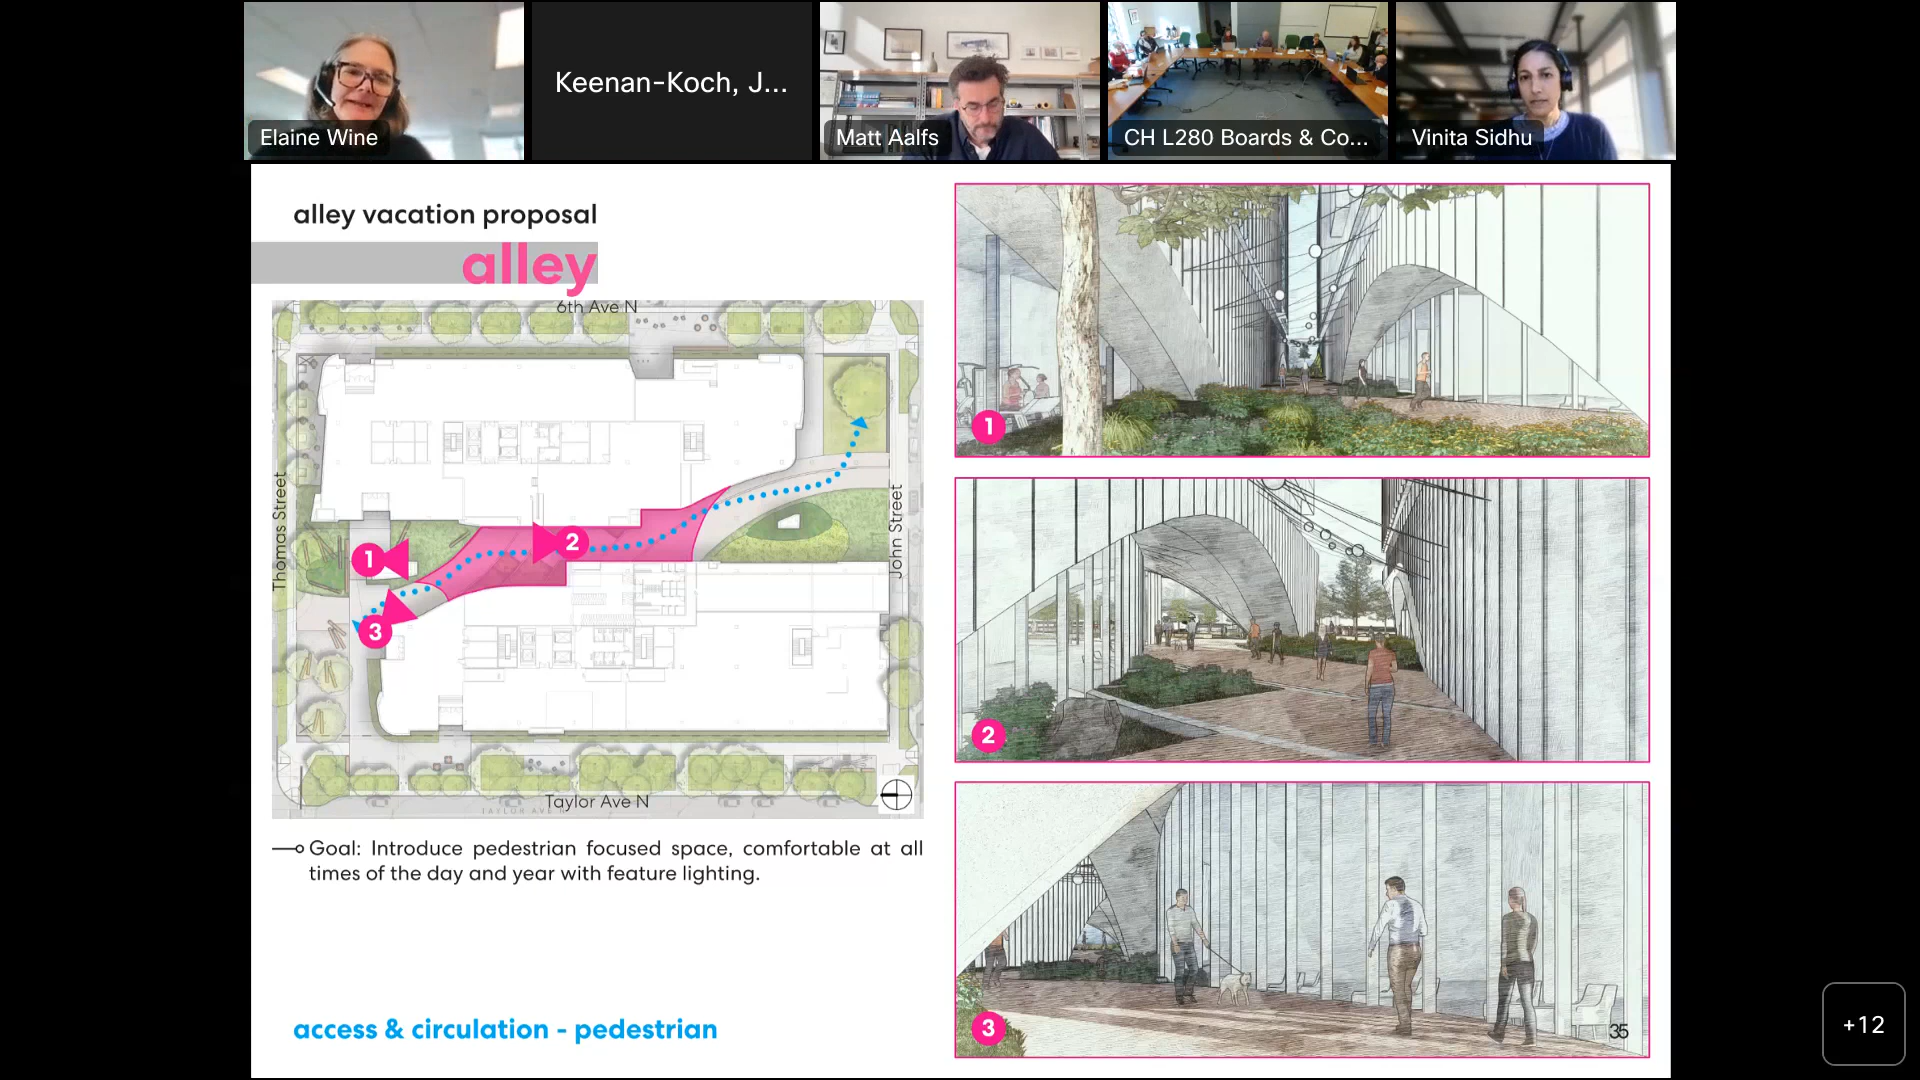 Elaine Wine
Keenan-Koch, J...
Matt Aalfs
CH L280 Boards & Co...
Vinita Sidhu
alley vacation proposal
alley
6th Ave N
Thomas Street
John Street
1
2
3
Taylor Ave N
TAYLOR AVE N
Goal: Introduce pedestrian focused space, comfortable at all
times of the day and year with feature lighting.
access & circulation - pedestrian
1
2
3
35
+12